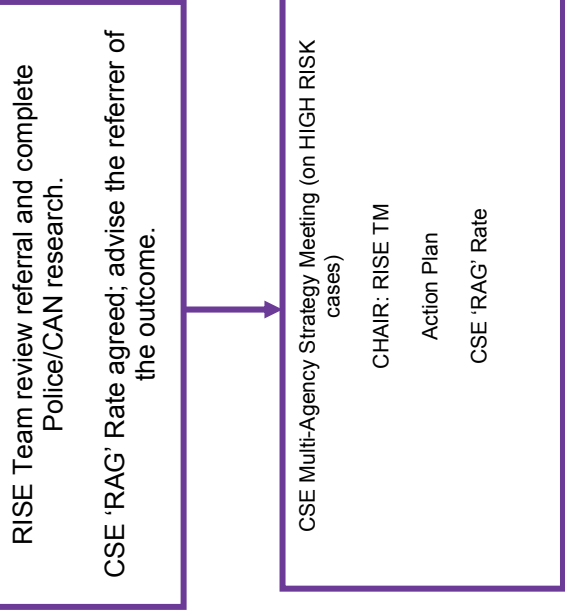 RISE Team review referral and complete
Police/CAN research.
CSE ‘RAG’ Rate agreed; advise the referrer of
the outcome.
CSE Multi-Agency Strategy Meeting (on HIGH RISK
cases)
CHAIR: RISE TM
Action Plan
CSE ‘RAG’ Rate